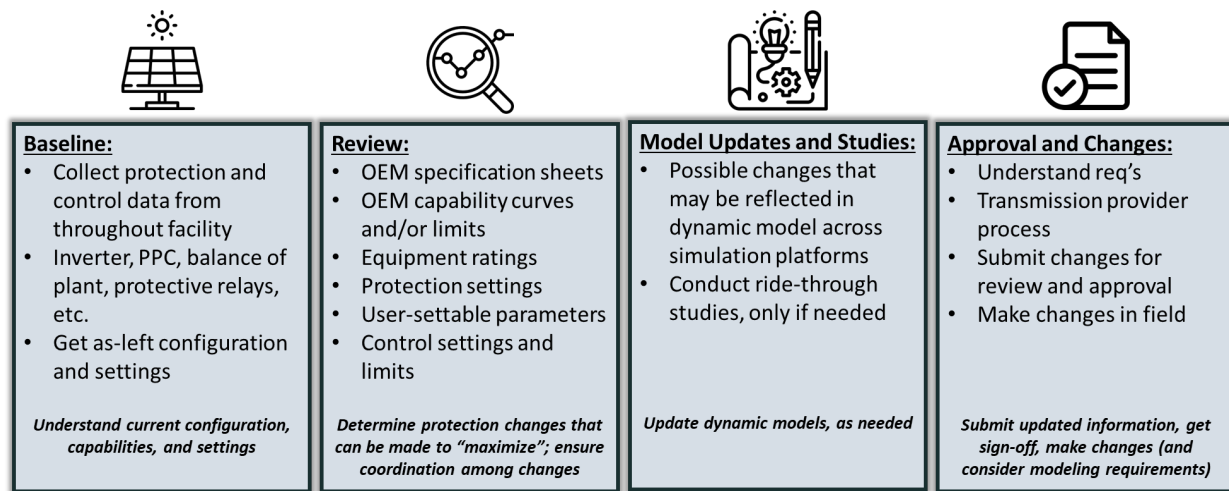 Baseline:
• Collect protection and
control data from
throughout facility
• Inverter, PPC, balance of
plant, protective relays,
etc.
• Get as-left configuration
and settings
Understand current configuration,
capabilities, and settings
Review:
• OEM specification sheets
• OEM capability curves
and/or limits
• Equipment ratings
• Protection settings
• User-settable parameters
• Control settings and
limits
Determine protection changes that
can be made to “maximize”; ensure
coordination among changes
Model Updates and Studies:
• Possible changes that
may be reflected in
dynamic model across
simulation platforms
• Conduct ride-through
studies, only if needed
Update dynamic models, as needed
Approval and Changes:
• Understand req’s
• Transmission provider
process
• Submit changes for
review and approval
• Make changes in field
Submit updated information, get
sign-off, make changes (and
consider modeling requirements)